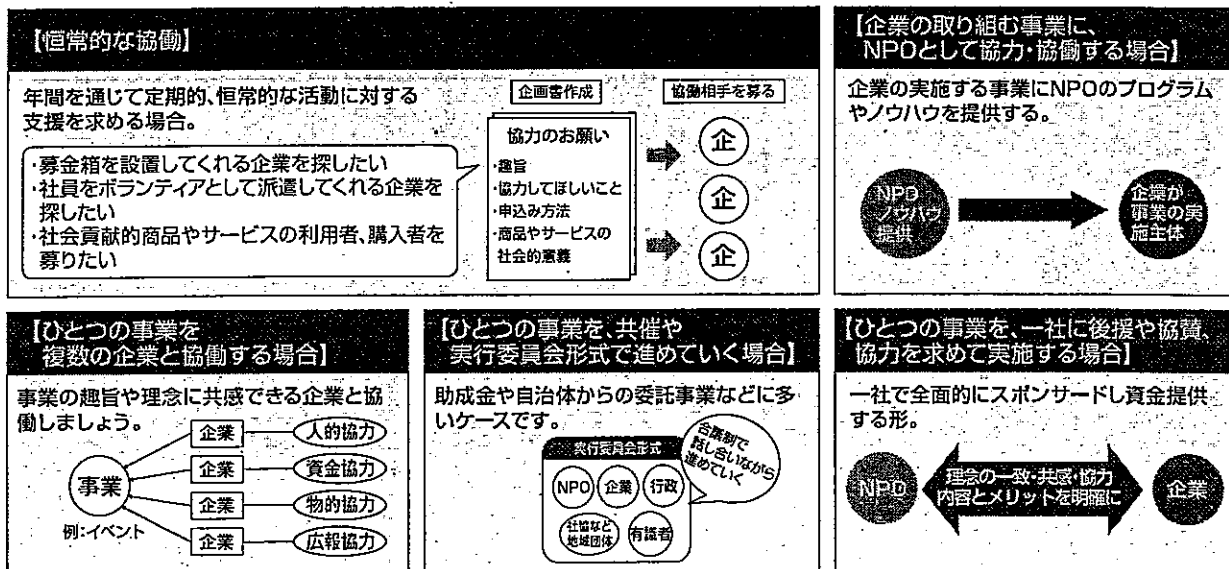 【恒常的な協働】
年間を通じて定期的、恒常的な活動に対する
支援を求める場合。
・募金箱を設置してくれる企業を探したい
・社員をボランティアとして派遣してくれる企業を
探したい
・社会貢献的商品やサービスの利用者、購入者を
募りたい
企画書作成
協力のお願い
・趣旨
・協力してほしいこと
・申込み方法
・商品やサービスの
社会的意義
協働相手を募る
企
企
企
【企業の取り組む事業に、
NPOとして協力・協働する場合】
企業の実施する事業にNPOのプログラム
やノウハウを提供する。
NPO
ノウハウ
提供
企業が
事業の実
施主体
【ひとつの事業を
複数の企業と協働する場合】
事業の趣旨や理念に共感できる企業と協
働しましょう。
事業
例:イベント
企業
人的協力
企業
資金協力
企業
物的協力
企業
広報協力
【ひとつの事業を、共催や
実行委員会形式で進めていく場合】
助成金や自治体からの委託事業などに多
いケースです。
実行委員会形式
NPO
企業
行政
社協など
地域団体
有識者
合議制で
話し合いながら
進めていく
【ひとつの事業を、一社に後援や協賛、
協力を求めて実施する場合】
一社で全面的にスポンサードし資金提供
する形。
NPO
理念の一致・共感・協力
内容とメリットを明確に
企業